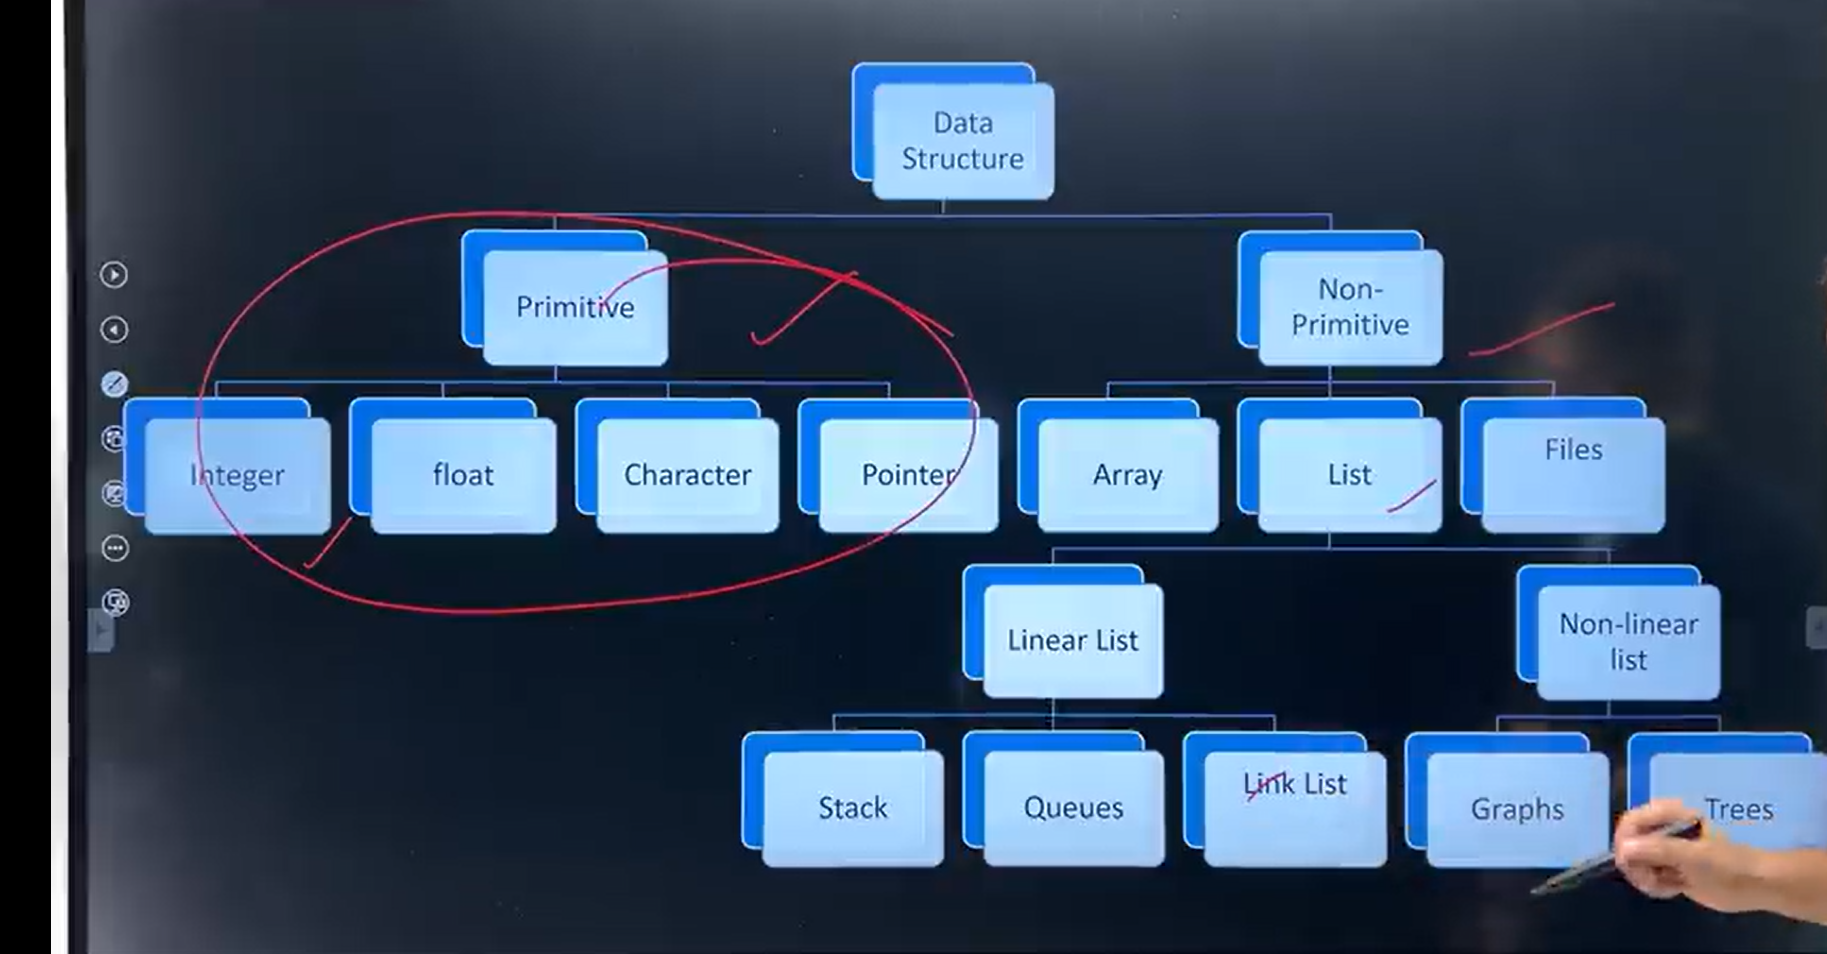 Data
Structure
Primitive
Non-
Primitive
Integer
float
Character
Pointer
Array
List
Files
Linear List
Non-linear
list
Stack
Queues
Link List
Graphs
Trees